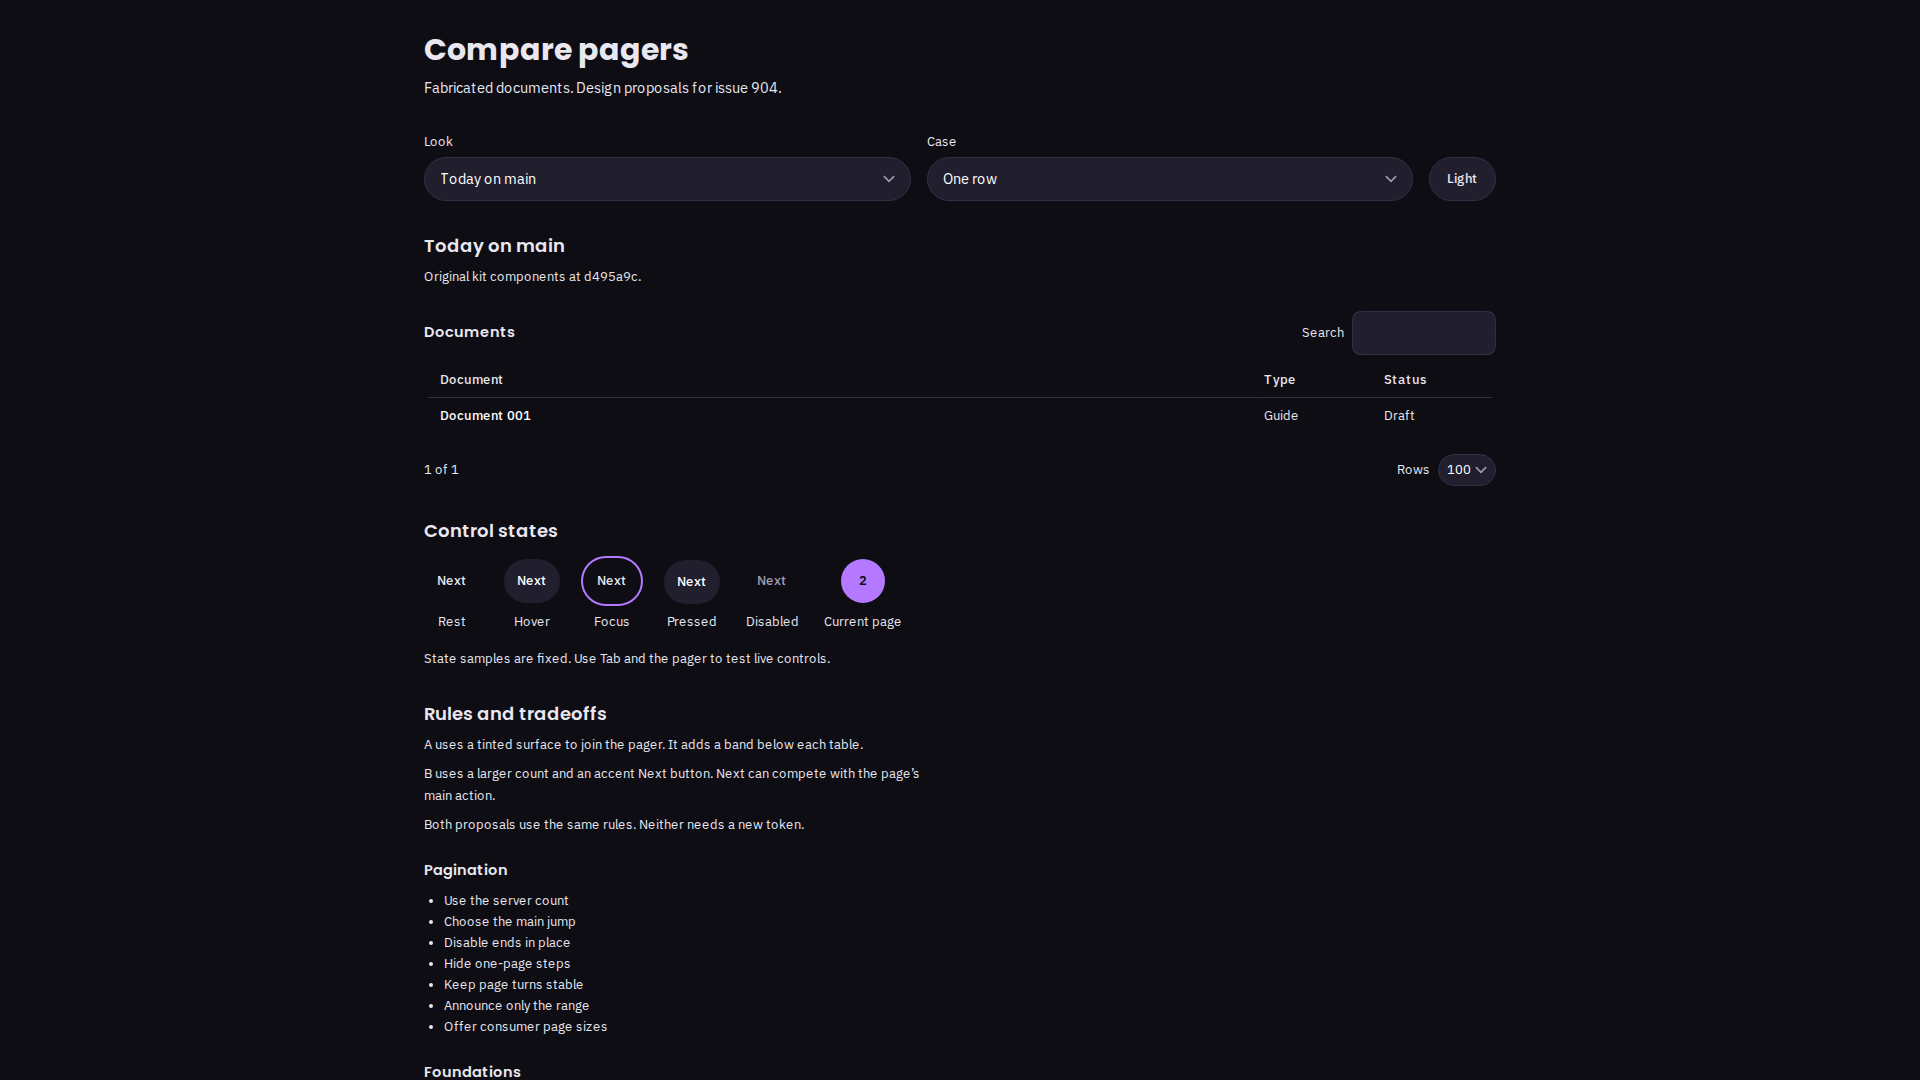 Compare pagers
Fabricated documents. Design proposals for issue 904.
Look
Case
Today on main
One row
Light
Today on main
Original kit components at d495a9c.
Documents
Search
Document Type Status
Document 001 Guide Draft
1 of 1
Rows 100
Control states
Next Next Next Next Next 2
Rest Hover Focus Pressed Disabled Current page
State samples are fixed. Use Tab and the pager to test live controls.
Rules and tradeoffs
A uses a tinted surface to join the pager. It adds a band below each table.
B uses a larger count and an accent Next button. Next can compete with the page's
main action.
Both proposals use the same rules. Neither needs a new token.
Pagination
• Use the server count
• Choose the main jump
• Disable ends in place
• Hide one-page steps
• Keep page turns stable
• Announce only the range
• Offer consumer page sizes
Foundations